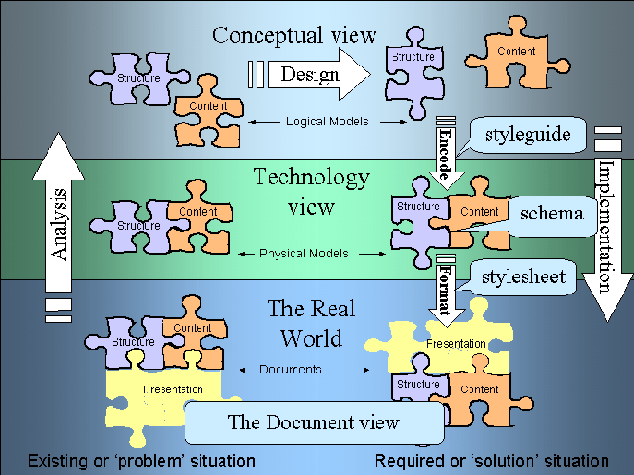 Conceptual view
Structure
Content
Design
Structure
Content
Logical Models
Encode
styleguide
Technology
view
Structure
Content
Structure
Content
schema
Physical Models
Analysis
Implementation
Format
stylesheet
The Real
World
Structure
Content
Presentation
Documents
Presentation
Structure
Content
The Document view
Existing or ‘problem’ situation
Required or ‘solution’ situation